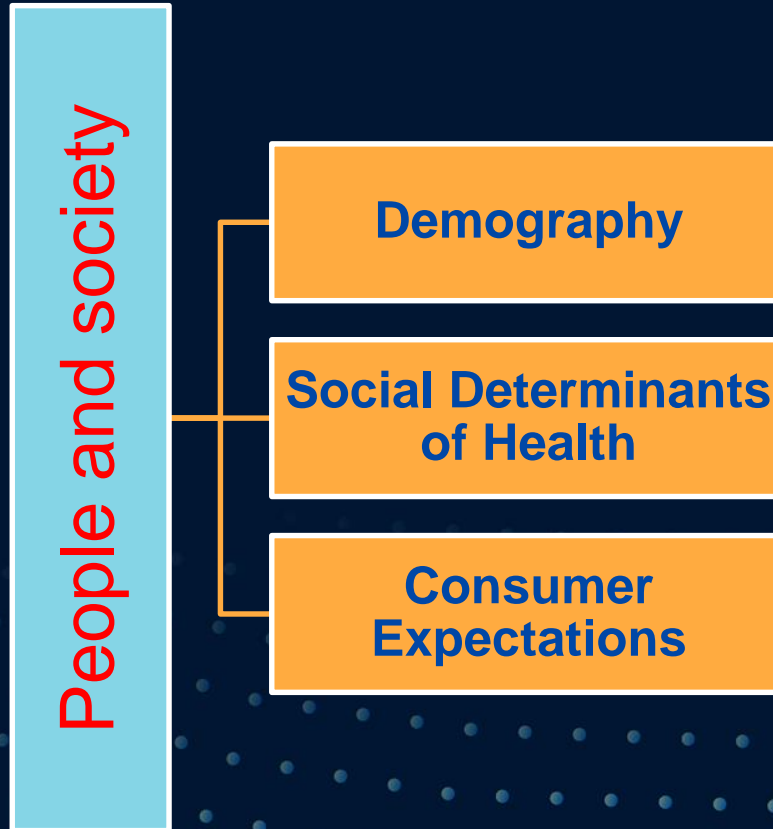 People and society
Demography
Social Determinants
of Health
Consumer
Expectations